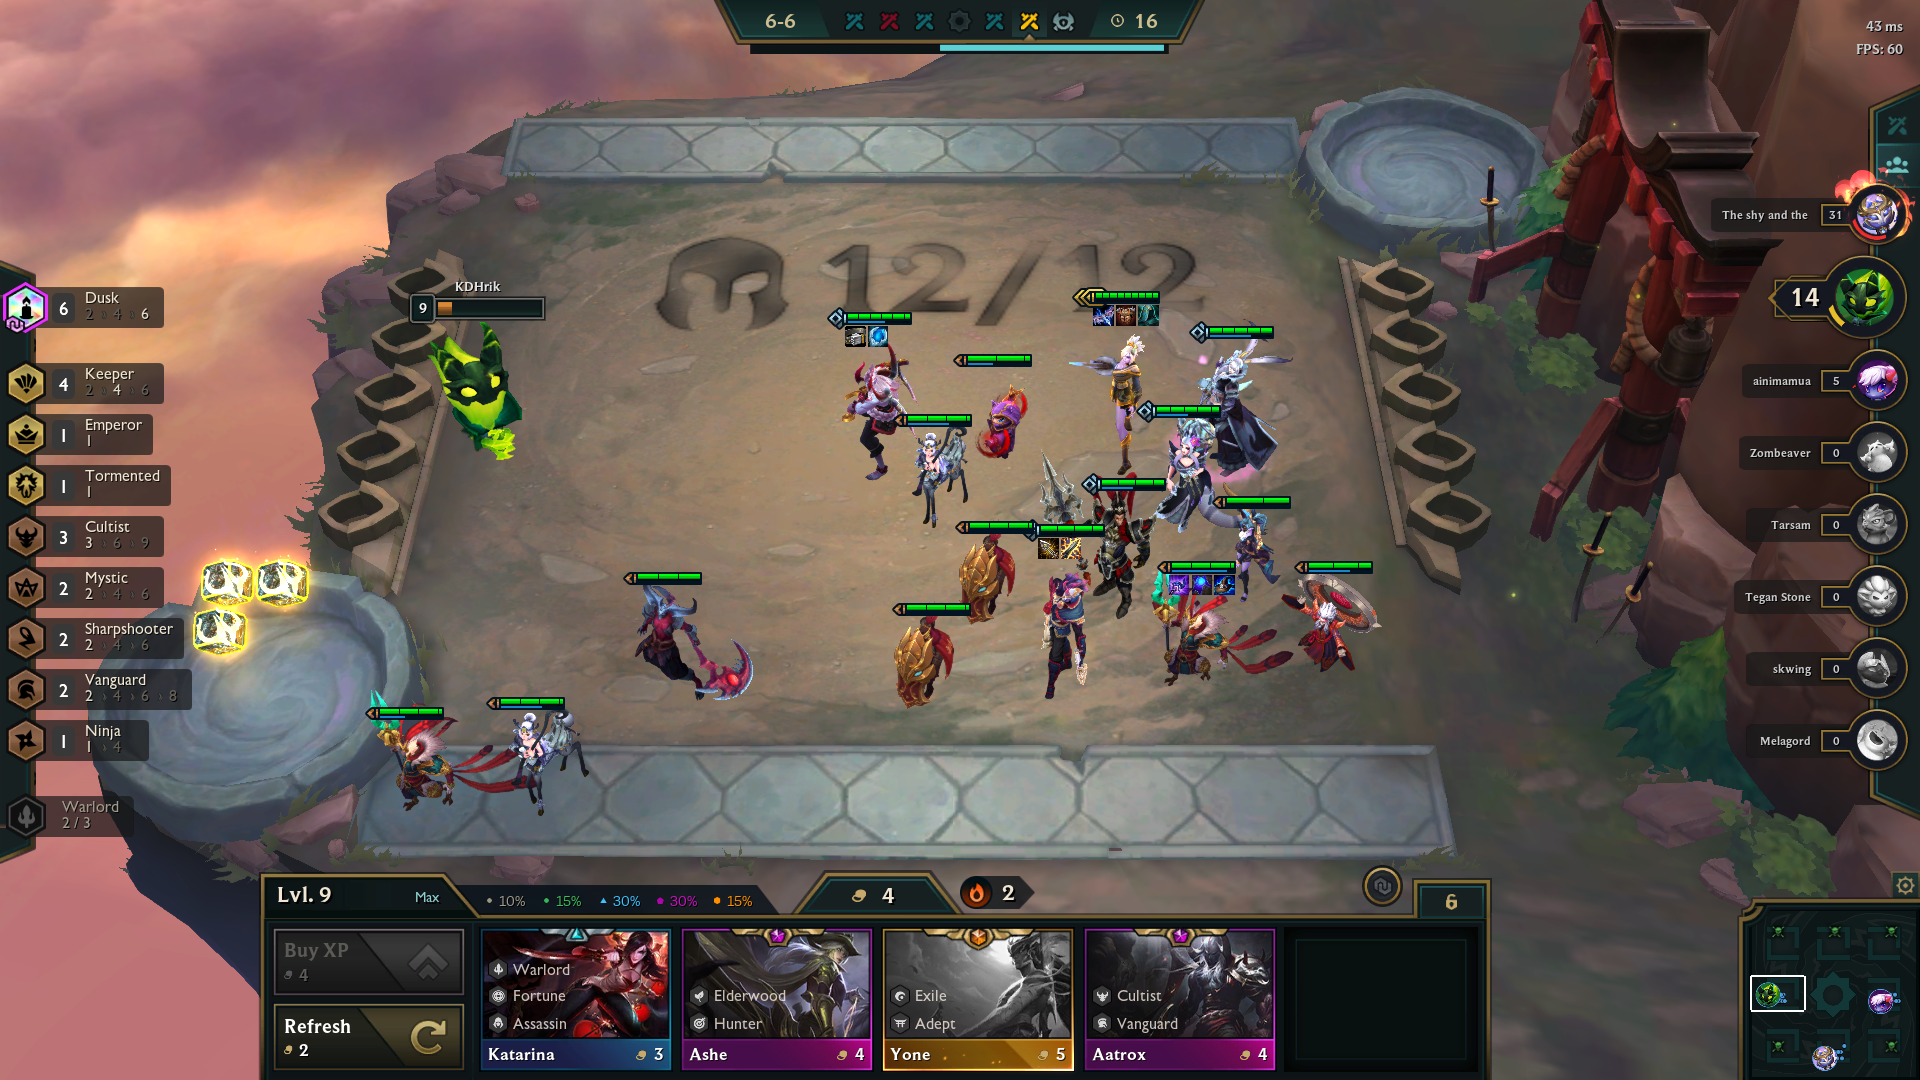 6-6
16
43 ms
FPS: 60
12/12
KDHrik
9
6
Dusk
2 › 4 › 6
4
Keeper
2 › 4 › 6
1
Emperor
1
1
Tormented
1
3
Cultist
3 › 6 › 9
2
Mystic
2 › 4 › 6
2
Sharpshooter
2 › 4 › 6
2
Vanguard
2 › 4 › 6 › 8
1
Ninja
1 › 4
Warlord
2 / 3
The shy and the 31
14
ainimamua 5
Zombeaver 0
Tarsam 0
Tegan Stone 0
skwing 0
Melagord 0
Lvl. 9
Max
10% 15% 30% 30% 15%
4
2
6
Buy XP
4
Refresh
2
Warlord
Fortune
Assassin
Katarina 3
Elderwood
Hunter
Ashe 4
Exile
Adept
Yone 5
Cultist
Vanguard
Aatrox 4